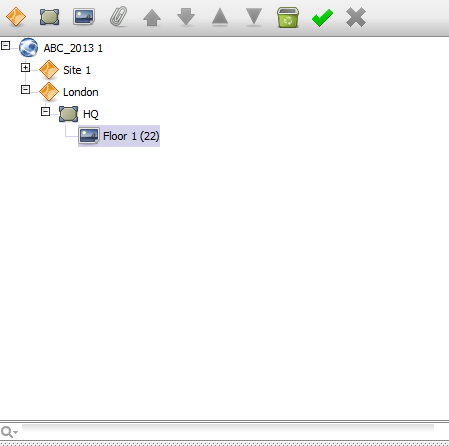 ABC_2013 1
Site 1
London
HQ
Floor 1 (22)